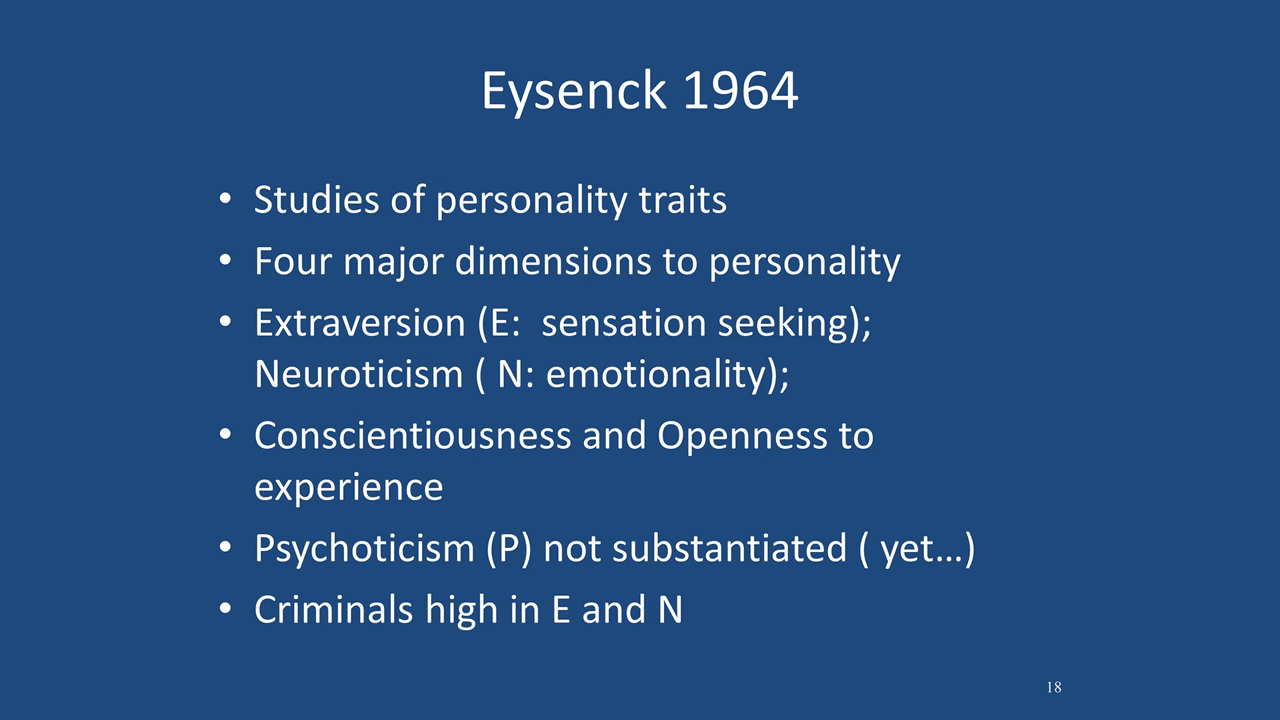 Eysenck 1964
• Studies of personality traits
• Four major dimensions to personality
• Extraversion (E:  sensation seeking);
Neuroticism ( N: emotionality);
• Conscientiousness and Openness to
experience
• Psychoticism (P) not substantiated ( yet…)
• Criminals high in E and N
18